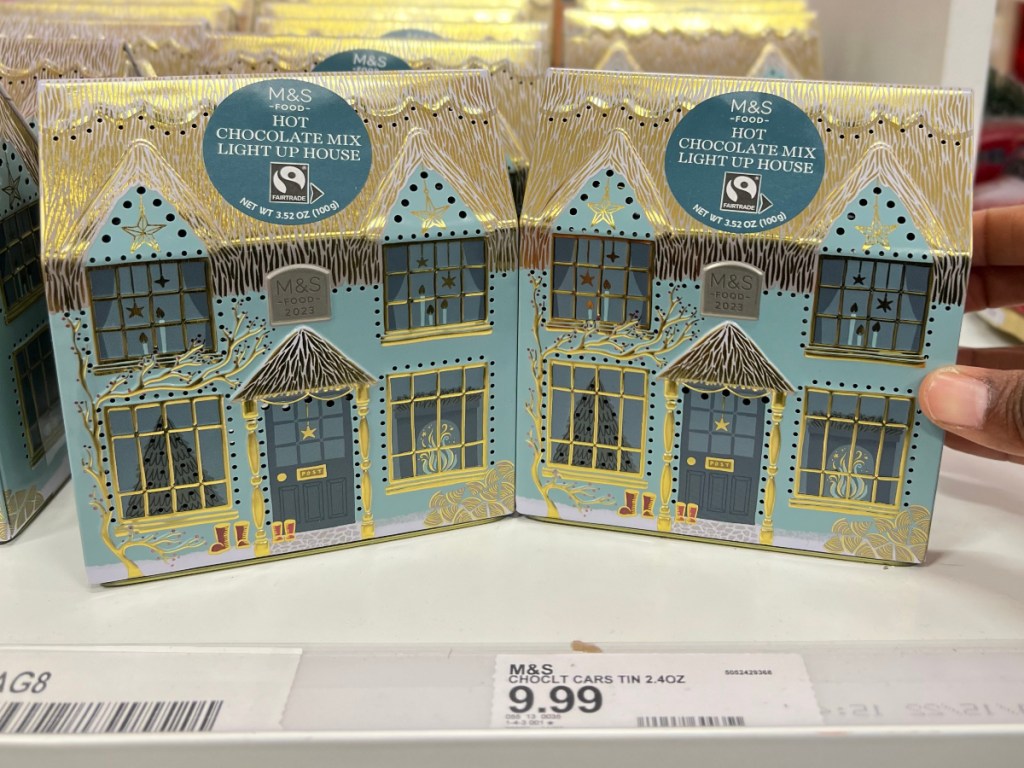 M&S
M&S
-FOOD-
HOT
CHOCOLATE MIX
LIGHT UP HOUSE
FAIRTRADE
NET WT 3.52 OZ (100g)
M&S
-FOOD-
2023
POST
M&S
-FOOD-
HOT
CHOCOLATE MIX
LIGHT UP HOUSE
FAIRTRADE
NET WT 3.52 OZ (100g)
M&S
-FOOD-
2023
POST
AG8
M&S
CHOCLT CARS TIN 2.4OZ
9.99